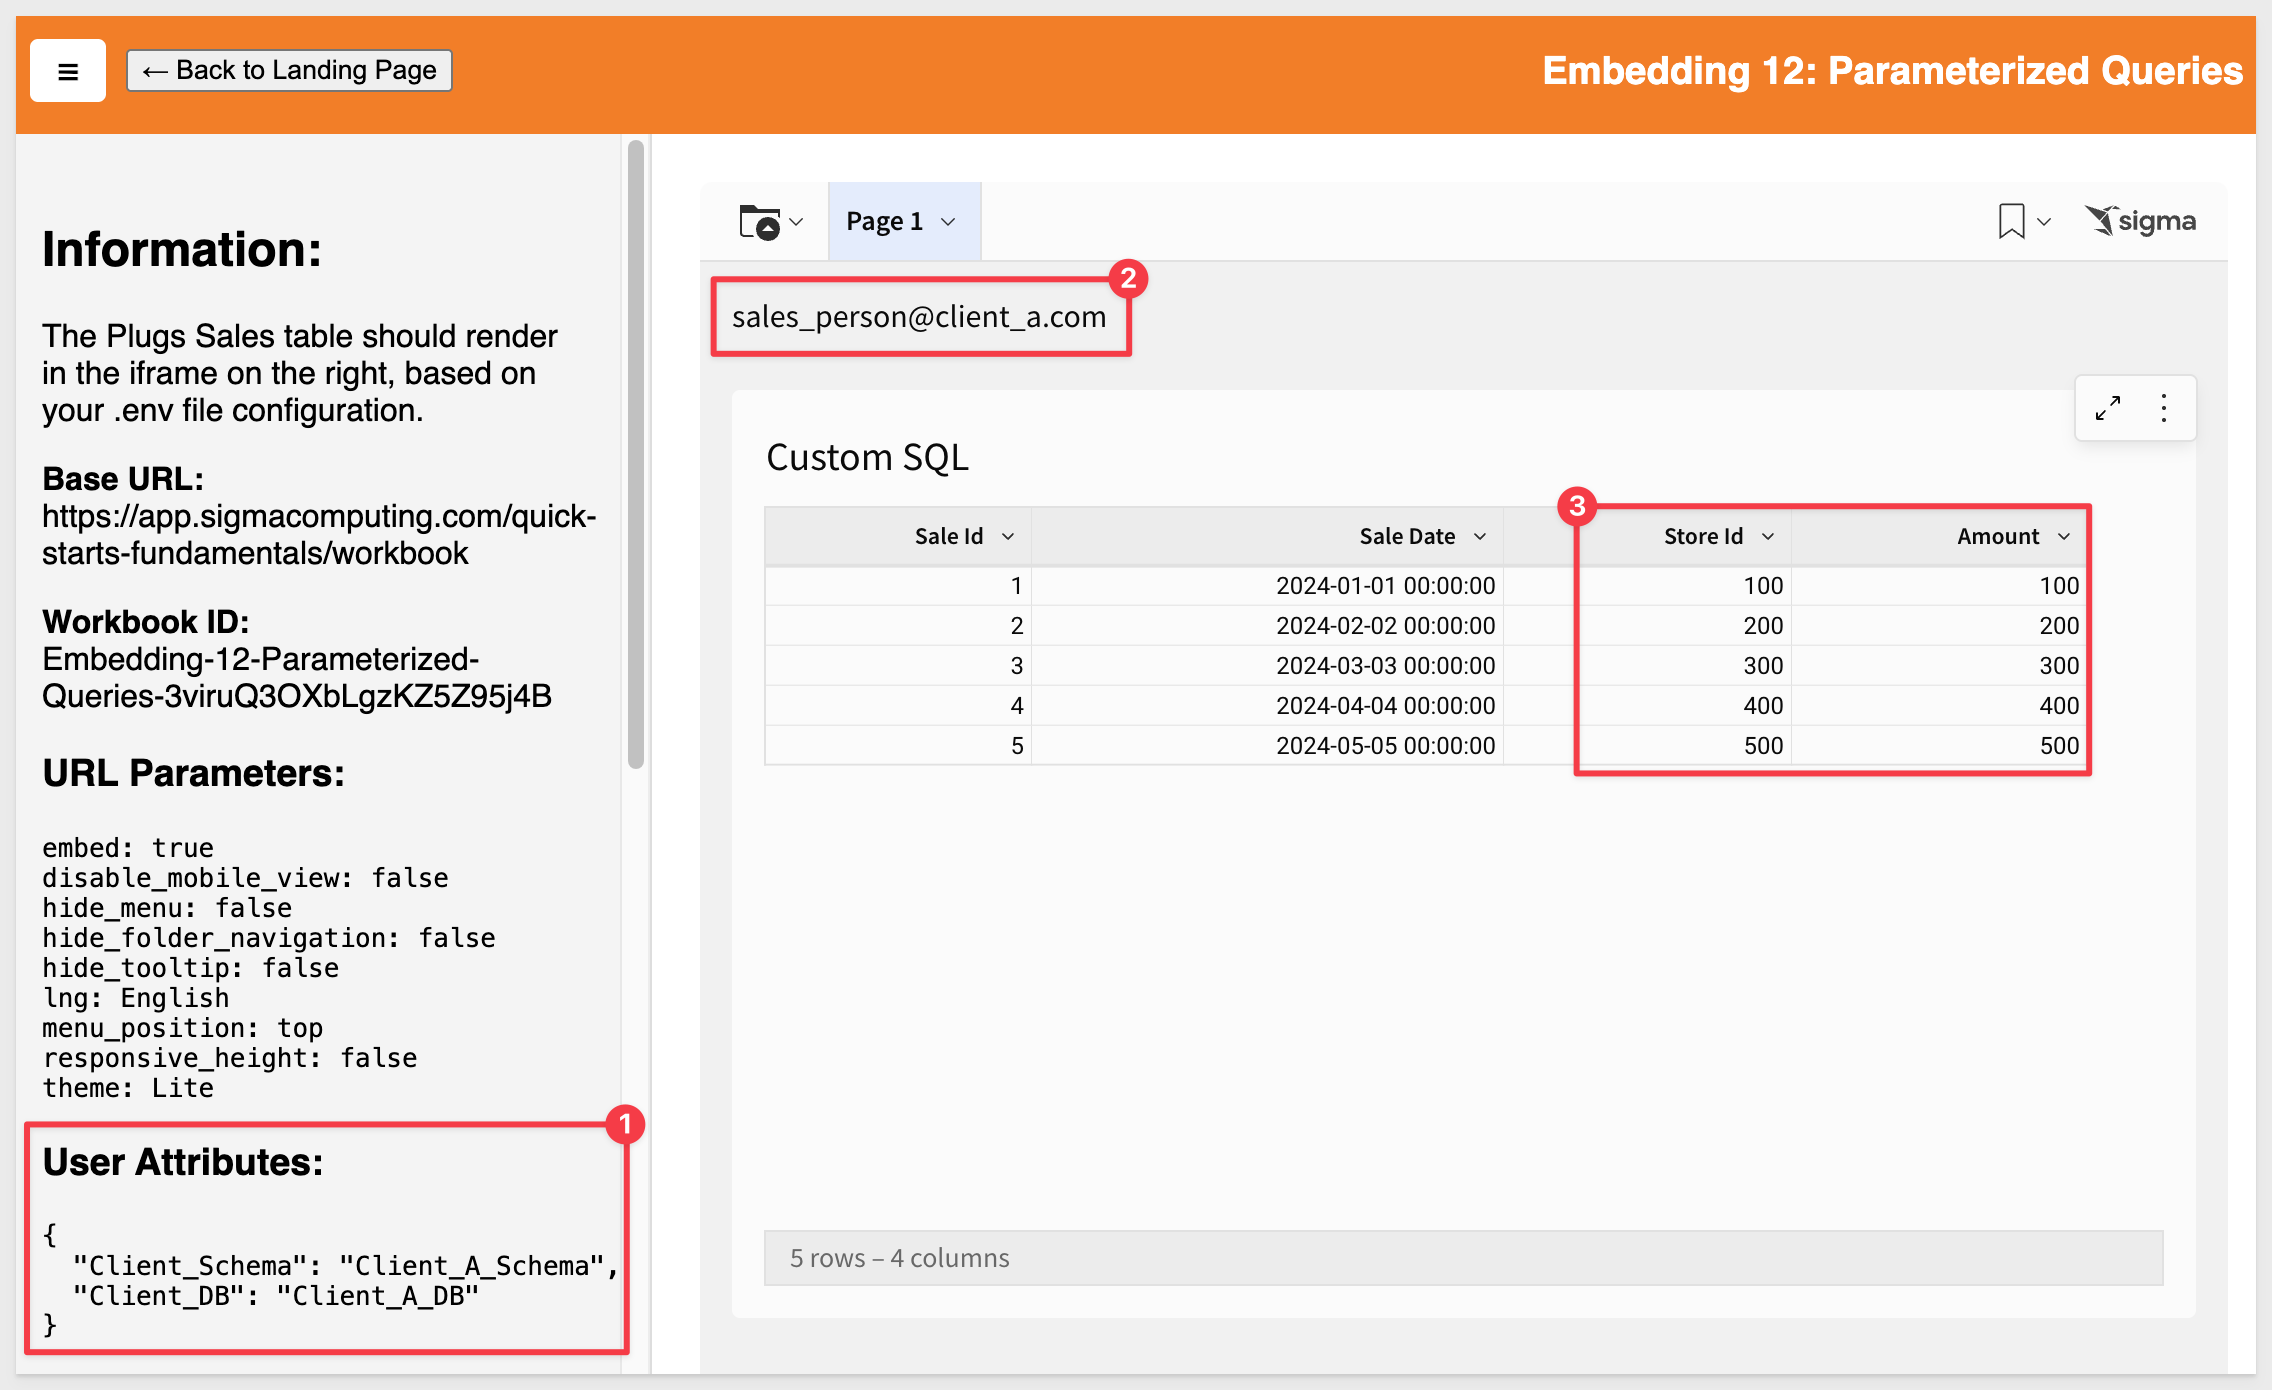 ← Back to Landing Page
Embedding 12: Parameterized Queries
Information:
The Plugs Sales table should render
in the iframe on the right, based on
your .env file configuration.
Base URL:
https://app.sigmacomputing.com/quick-
starts-fundamentals/workbook
Workbook ID:
Embedding-12-Parameterized-
Queries-3viruQ3OXbLgzKZ5Z95j4B
URL Parameters:
embed: true
disable_mobile_view: false
hide_menu: false
hide_folder_navigation: false
hide_tooltip: false
lng: English
menu_position: top
responsive_height: false
theme: Lite
1
User Attributes:
{
"Client_Schema": "Client_A_Schema",
"Client_DB": "Client_A_DB"
}
Page 1
sigma
2
sales_person@client_a.com
Custom SQL
3
Sale Id Sale Date Store Id Amount
1 2024-01-01 00:00:00 100 100
2 2024-02-02 00:00:00 200 200
3 2024-03-03 00:00:00 300 300
4 2024-04-04 00:00:00 400 400
5 2024-05-05 00:00:00 500 500
5 rows – 4 columns